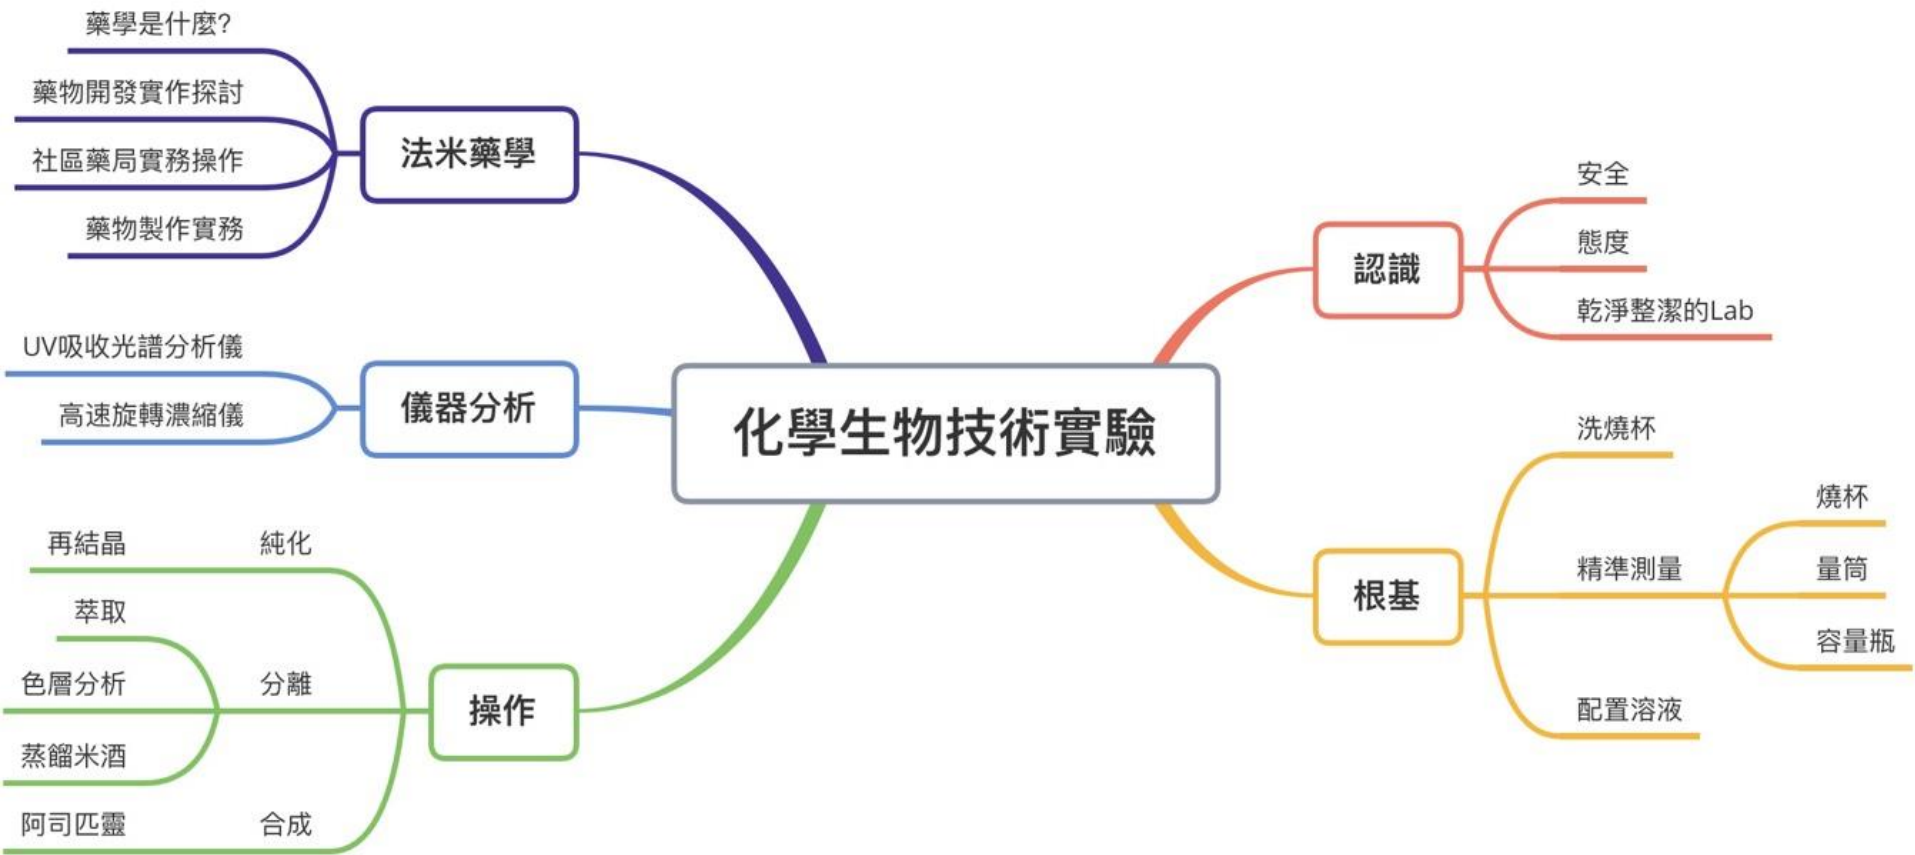 化學生物技術實驗
認識
安全
態度
乾淨整潔的Lab
根基
洗燒杯
精準測量
燒杯
量筒
容量瓶
配置溶液
法米藥學
藥學是什麼?
藥物開發實作探討
社區藥局實務操作
藥物製作實務
儀器分析
UV吸收光譜分析儀
高速旋轉濃縮儀
操作
純化
再結晶
分離
萃取
色層分析
蒸餾米酒
合成
阿司匹靈